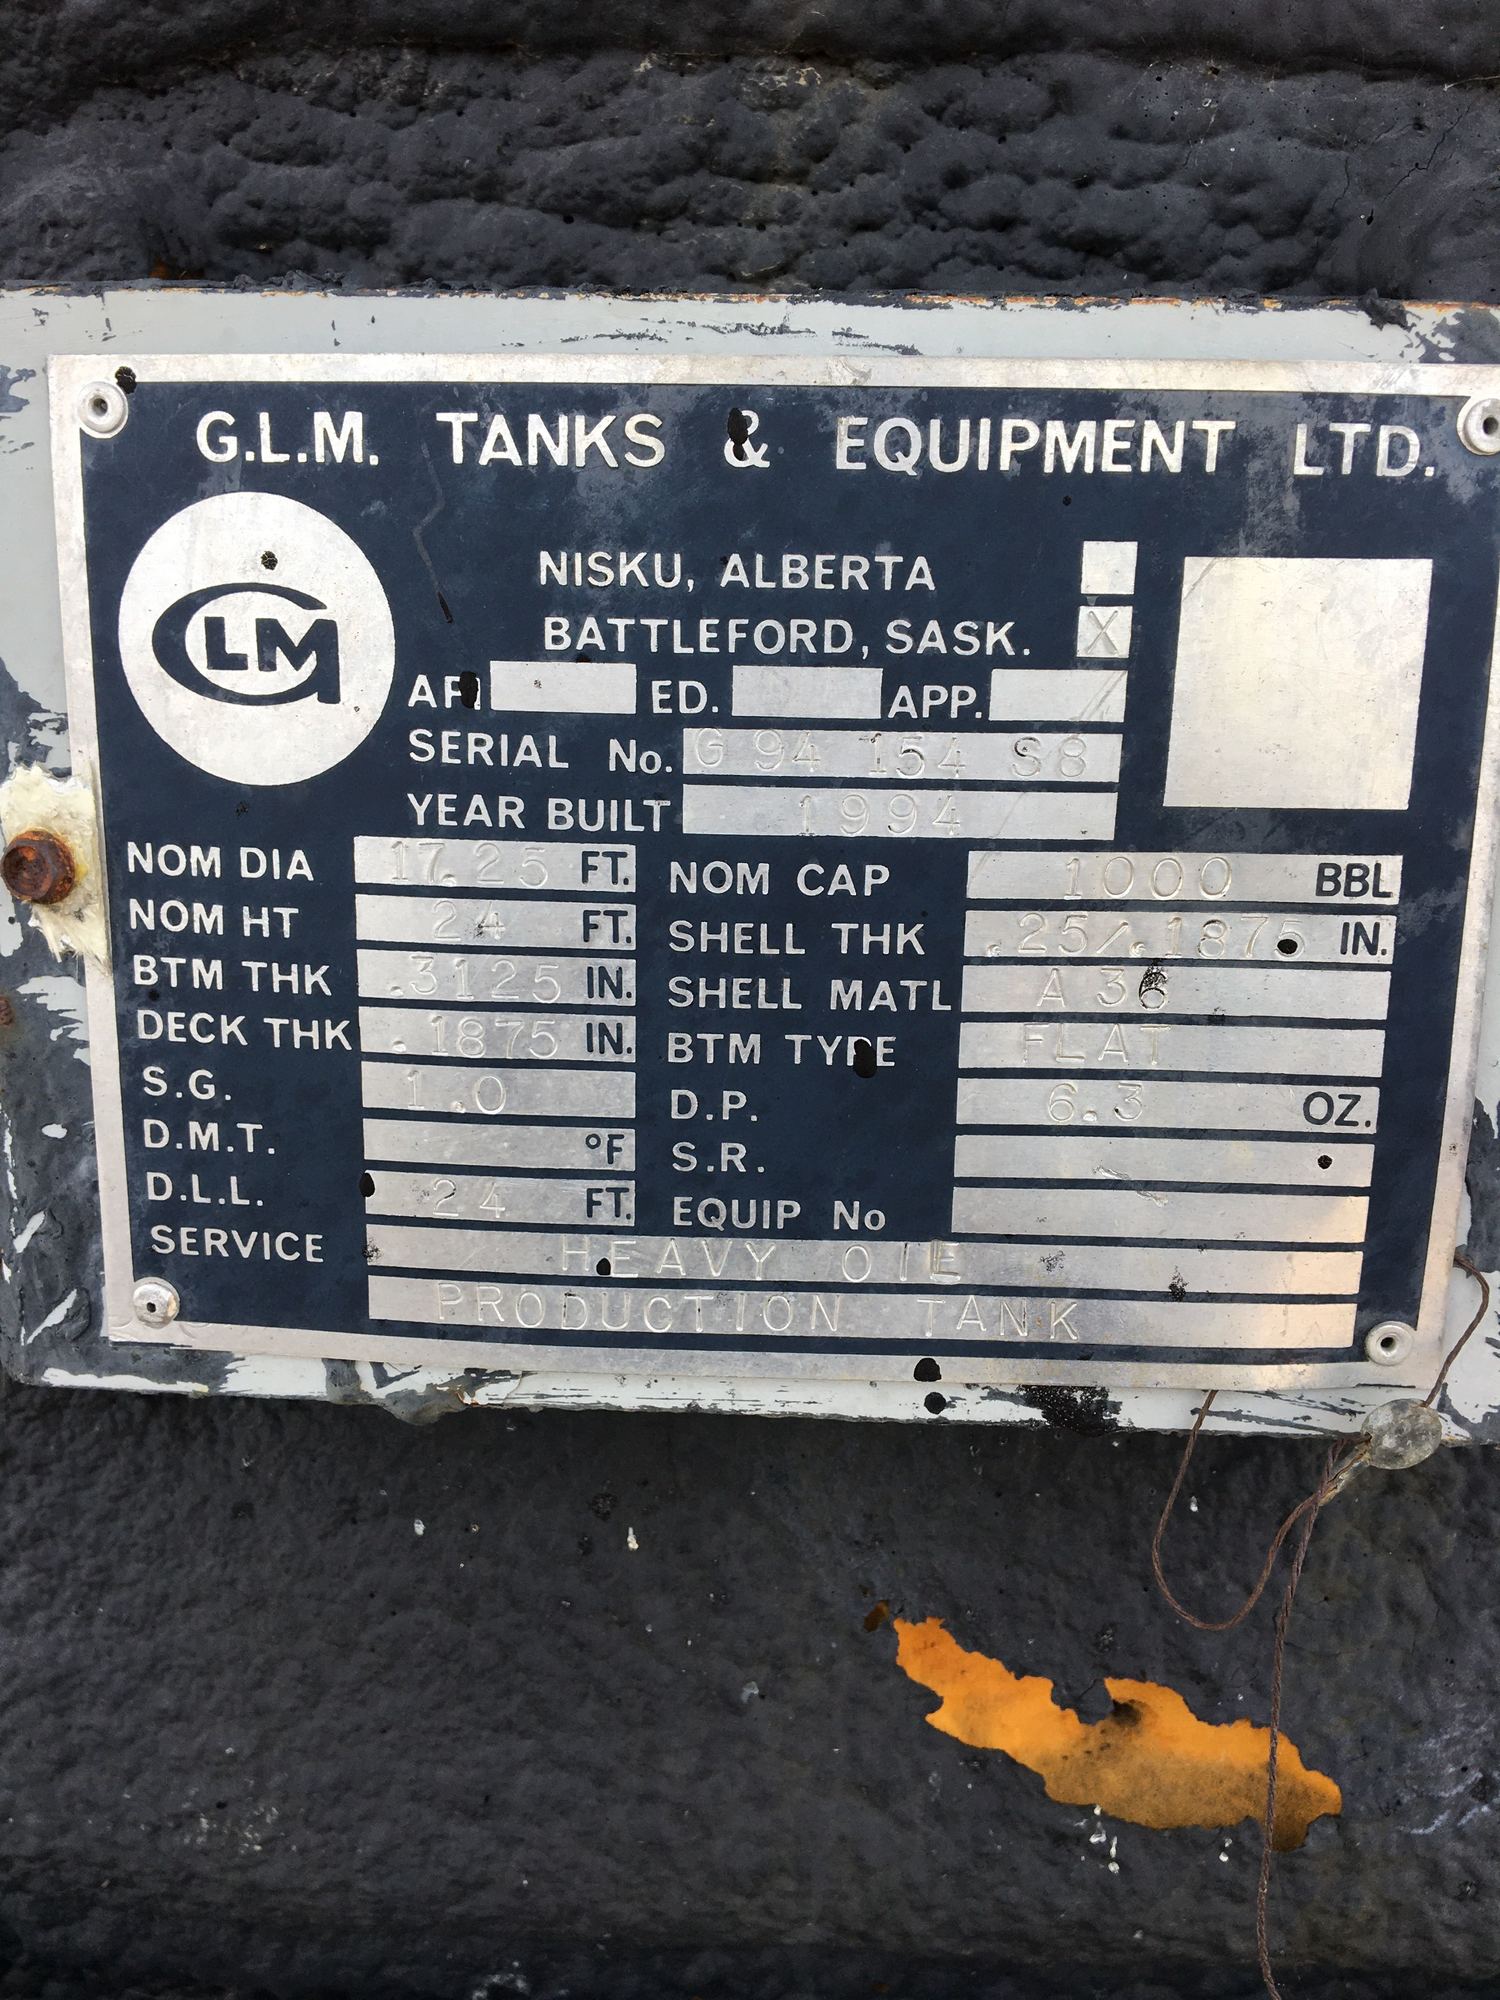 G.L.M. TANKS & EQUIPMENT LTD.
GLM
NISKU, ALBERTA
BATTLEFORD, SASK. X
API ED. APP.
SERIAL No. G 94 154 S8
YEAR BUILT 1994
NOM DIA 17.25 FT. NOM CAP 1000 BBL
NOM HT 24 FT. SHELL THK .25/.1875 IN.
BTM THK .3125 IN. SHELL MATL A 36
DECK THK .1875 IN. BTM TYPE FLAT
S.G. 1.0 D.P. 6.3 OZ.
D.M.T. °F S.R.
D.L.L. 24 FT. EQUIP No
SERVICE HEAVY OIL
PRODUCTION TANK